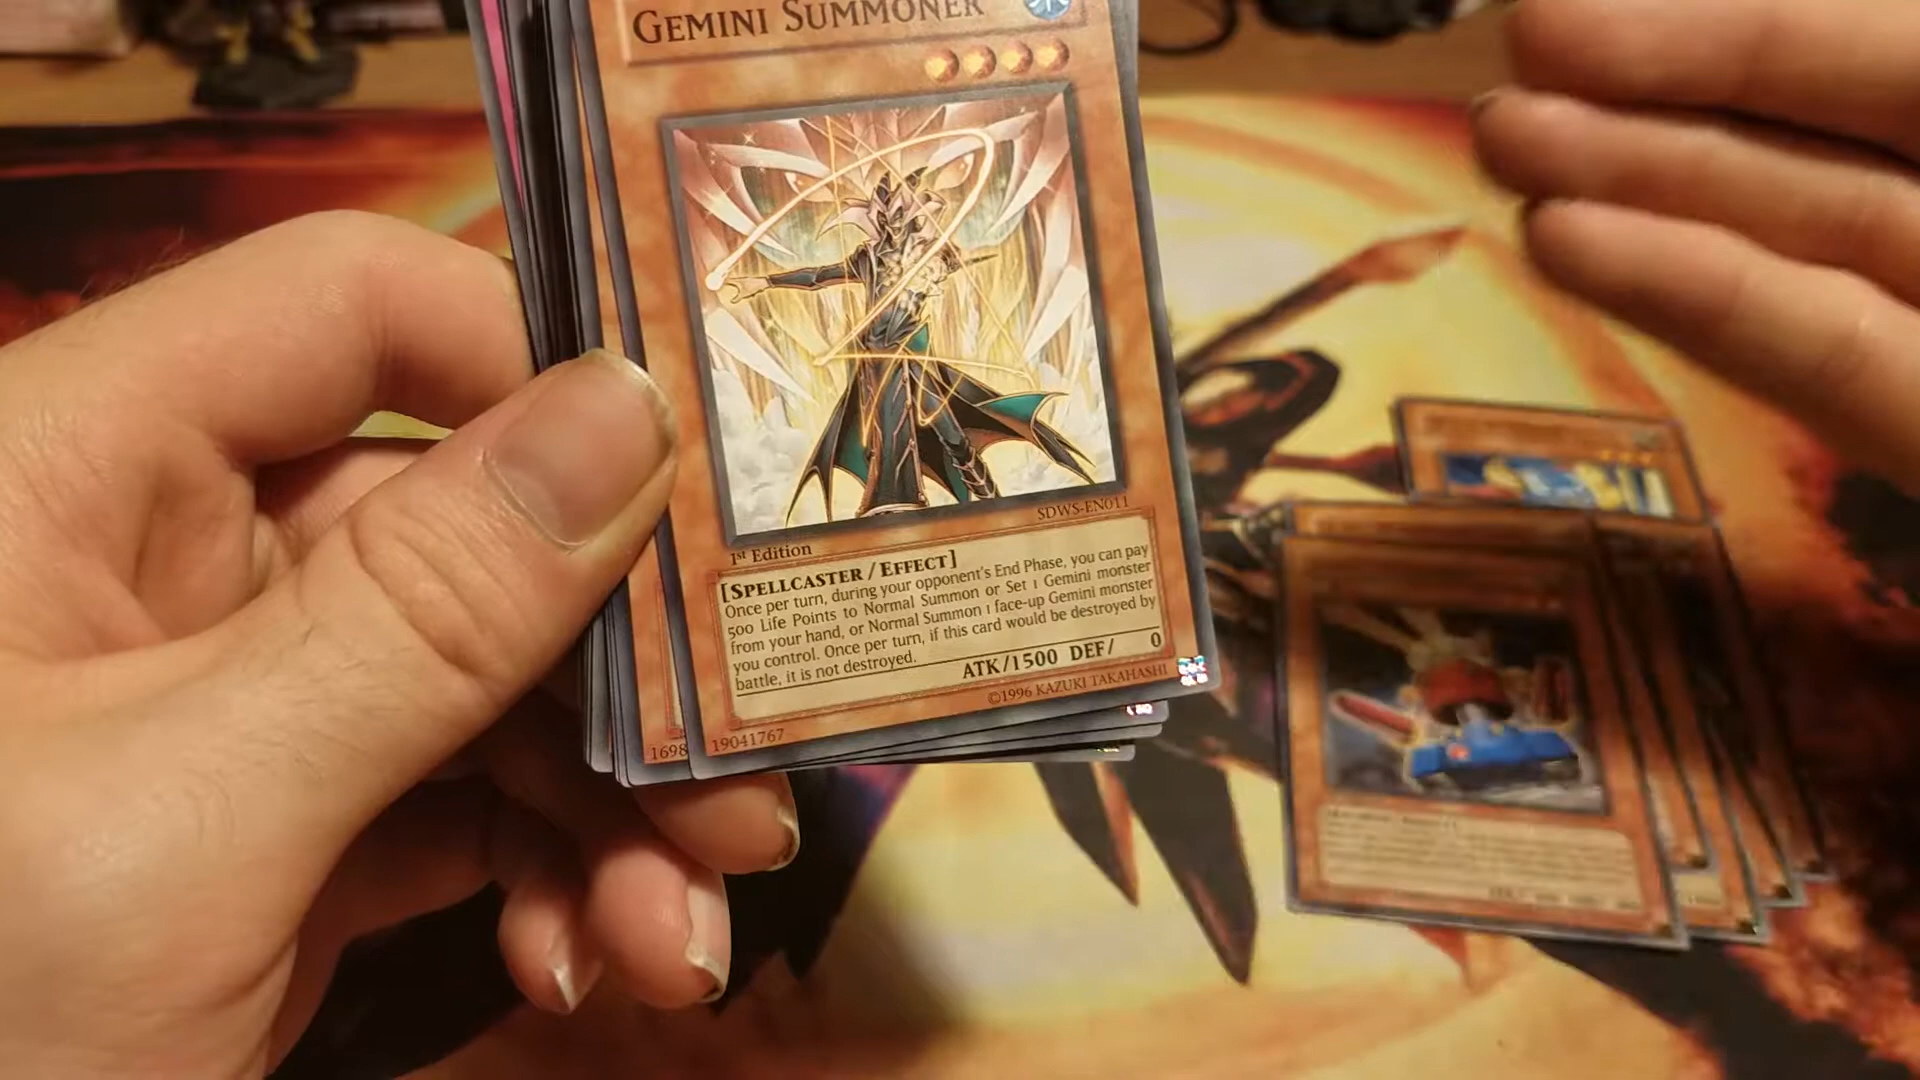 GEMINI SUMMONER
SDWS-EN011
1st Edition
[SPELLCASTER / EFFECT]
Once per turn, during your opponent's End Phase, you can pay
500 Life Points to Normal Summon or Set 1 Gemini monster
from your hand, or Normal Summon 1 face-up Gemini monster
you control. Once per turn, if this card would be destroyed by
battle, it is not destroyed.
ATK/1500 DEF/ 0
1698
19041767
©1996 KAZUKI TAKAHASHI